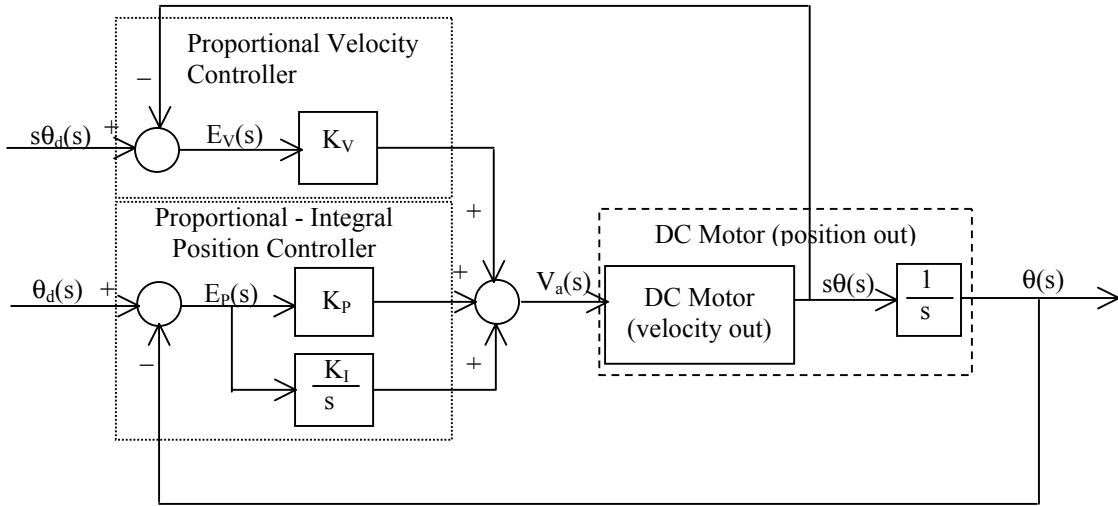 Proportional Velocity
Controller
−
+
sθd(s)
EV(s)
KV
+
Proportional - Integral
Position Controller
DC Motor (position out)
θd(s)
+
EP(s)
KP
+
Va(s)
DC Motor
(velocity out)
sθ(s)
1
s
θ(s)
−
KI
s
+